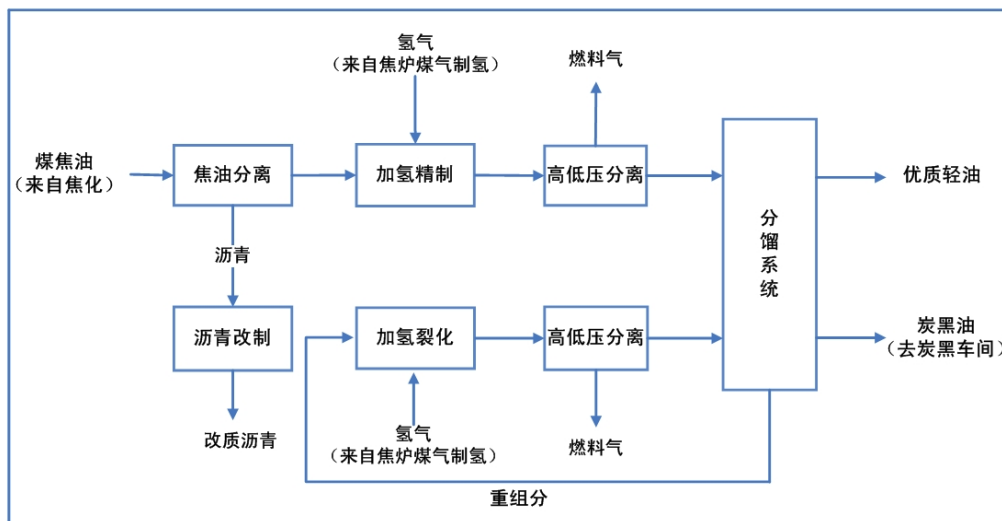 氢气
（来自焦炉煤气制氢）
燃料气
煤焦油
（来自焦化）
焦油分离
加氢精制
高低压分离
分馏系统
优质轻油
沥青
沥青改制
加氢裂化
高低压分离
炭黑油
（去炭黑车间）
改质沥青
氢气
（来自焦炉煤气制氢）
燃料气
重组分